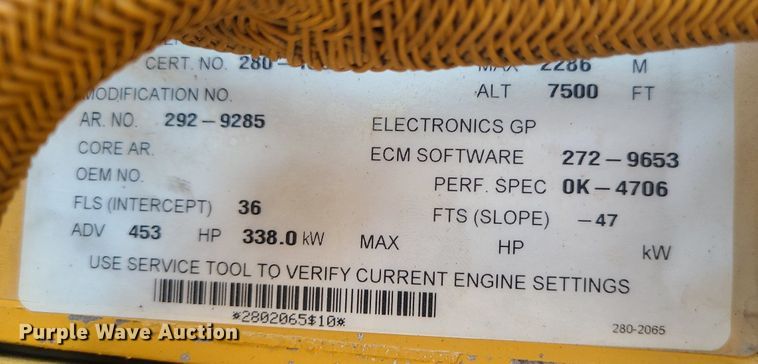 CERT. NO. 280-
MAX 2286 M
MODIFICATION NO.
ALT 7500 FT
AR. NO. 292-9285
ELECTRONICS GP
CORE AR.
ECM SOFTWARE 272-9653
OEM NO.
PERF. SPEC 0K-4706
FLS (INTERCEPT) 36
FTS (SLOPE) -47
ADV 453 HP 338.0 kW MAX HP kW
USE SERVICE TOOL TO VERIFY CURRENT ENGINE SETTINGS
*2802065$10*
280-2065
Purple Wave Auction